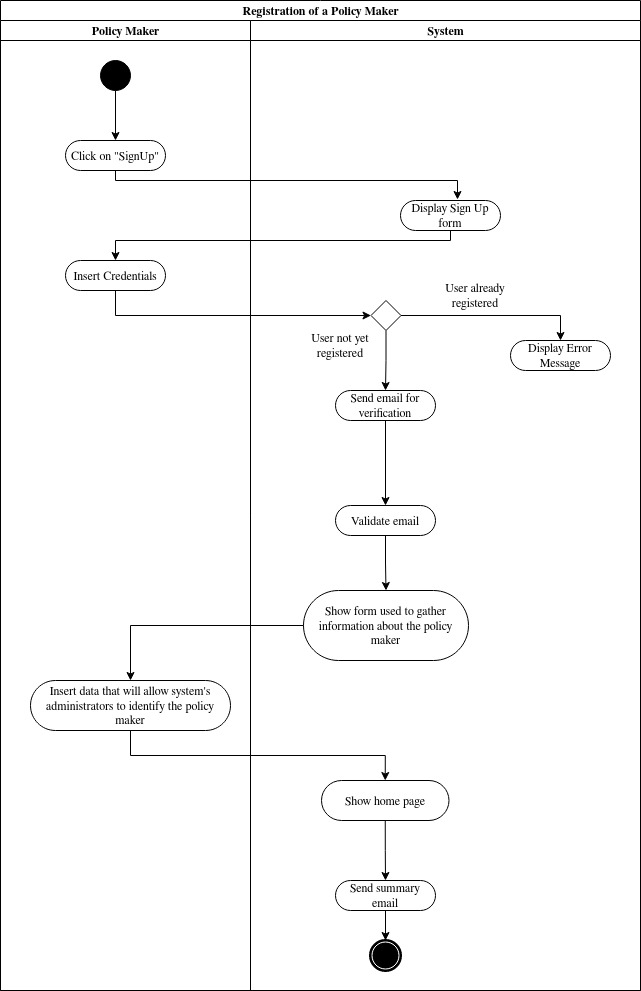 Registration of a Policy Maker
Policy Maker
System
Click on "SignUp"
Display Sign Up
form
Insert Credentials
User already
registered
User not yet
registered
Display Error
Message
Send email for
verification
Validate email
Show form used to gather
information about the policy
maker
Insert data that will allow system's
administrators to identify the policy
maker
Show home page
Send summary
email